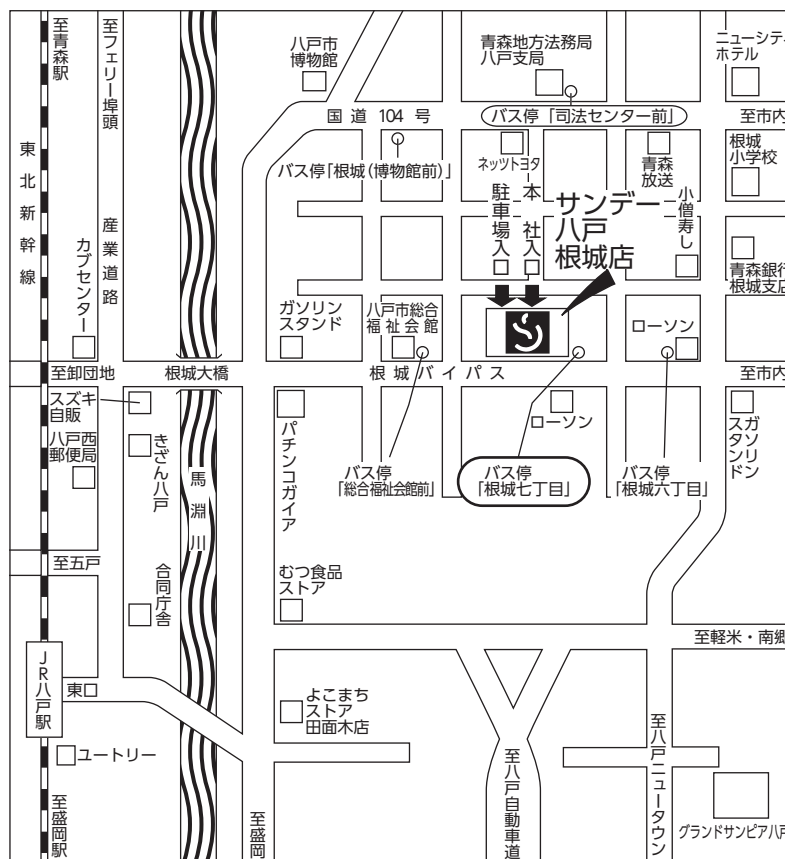 至青森駅
至フェリー埠頭
八戸市
博物館
青森地方法務局
八戸支局
ニューシティ
ホテル
国道104号
バス停「司法センター前」
至市内
東北新幹線
産業道路
バス停「根城(博物館前)」
ネッツトヨタ
青森
放送
根城
小学校
駐車場入口
本社入口
サンデー
八戸
根城店
小僧寿し
カブセンター
ガソリン
スタンド
八戸市総合
福祉会館
ローソン
青森銀行
根城支店
至卸団地
根城大橋
根城バイパス
至市内
スズキ
自販
八戸西
郵便局
きざん八戸
馬淵川
パチンコガイア
ローソン
ガソリン
スタンド
バス停
「総合福祉会館前」
バス停
「根城七丁目」
バス停
「根城六丁目」
至五戸
合同庁舎
むつ食品
ストア
至軽米・南郷
JR八戸駅
東口
よこまち
ストア
田面木店
ユートリー
至盛岡駅
至盛岡
至八戸自動車道
至八戸ニュータウン
グランドサンピア八戸